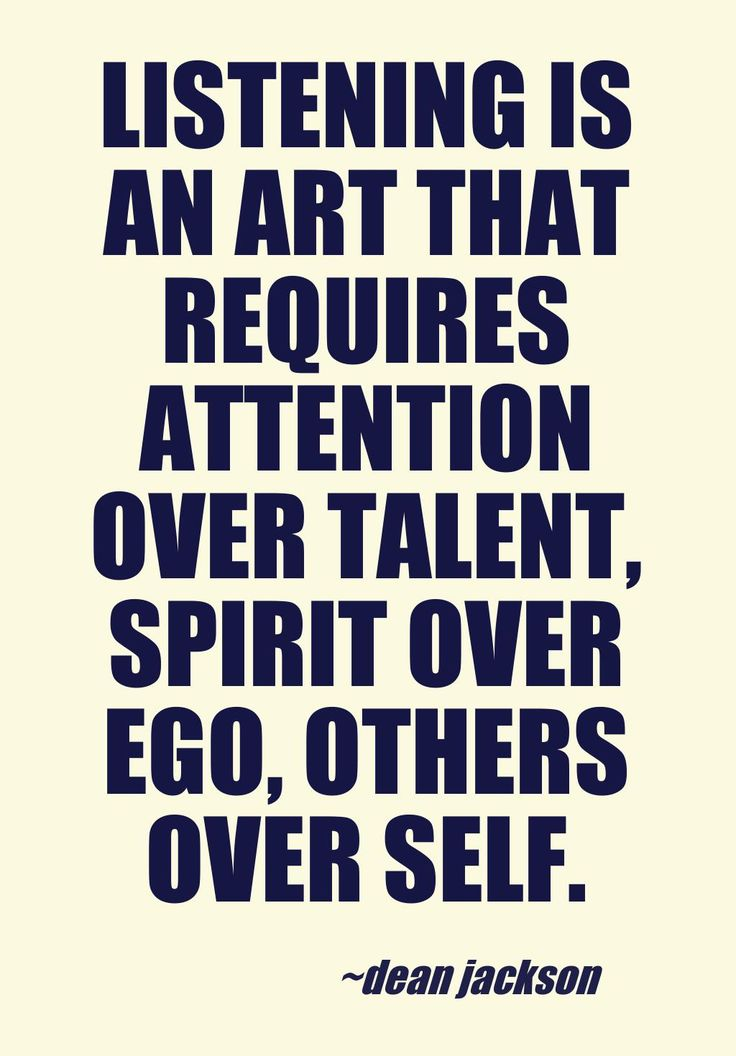 LISTENING IS
AN ART THAT
REQUIRES
ATTENTION
OVER TALENT,
SPIRIT OVER
EGO, OTHERS
OVER SELF.
~dean jackson